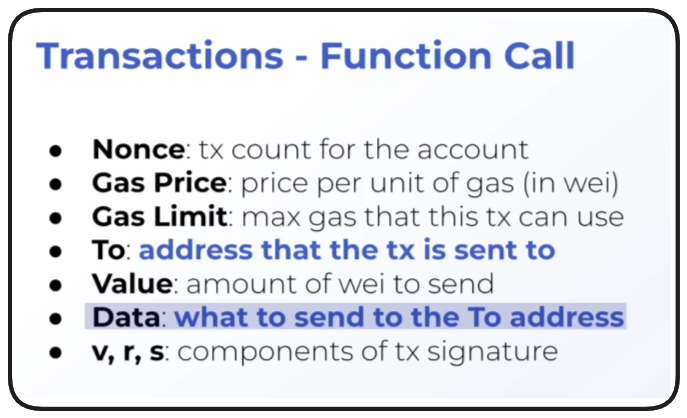 Transactions - Function Call
● Nonce: tx count for the account
● Gas Price: price per unit of gas (in wei)
● Gas Limit: max gas that this tx can use
● To: address that the tx is sent to
● Value: amount of wei to send
● Data: what to send to the To address
● v, r, s: components of tx signature